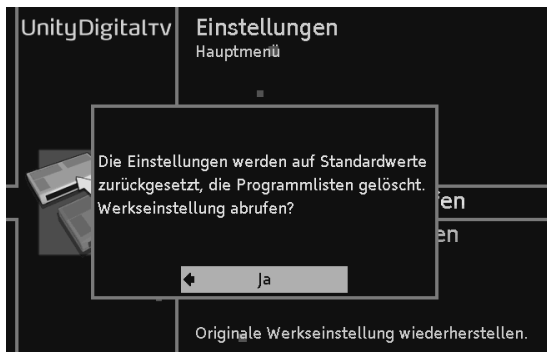 UnityDigitalTV
Einstellungen
Hauptmenü
Die Einstellungen werden auf Standardwerte
zurückgesetzt, die Programmlisten gelöscht.
Werkseinstellung abrufen?
Ja
Originale Werkseinstellung wiederherstellen.